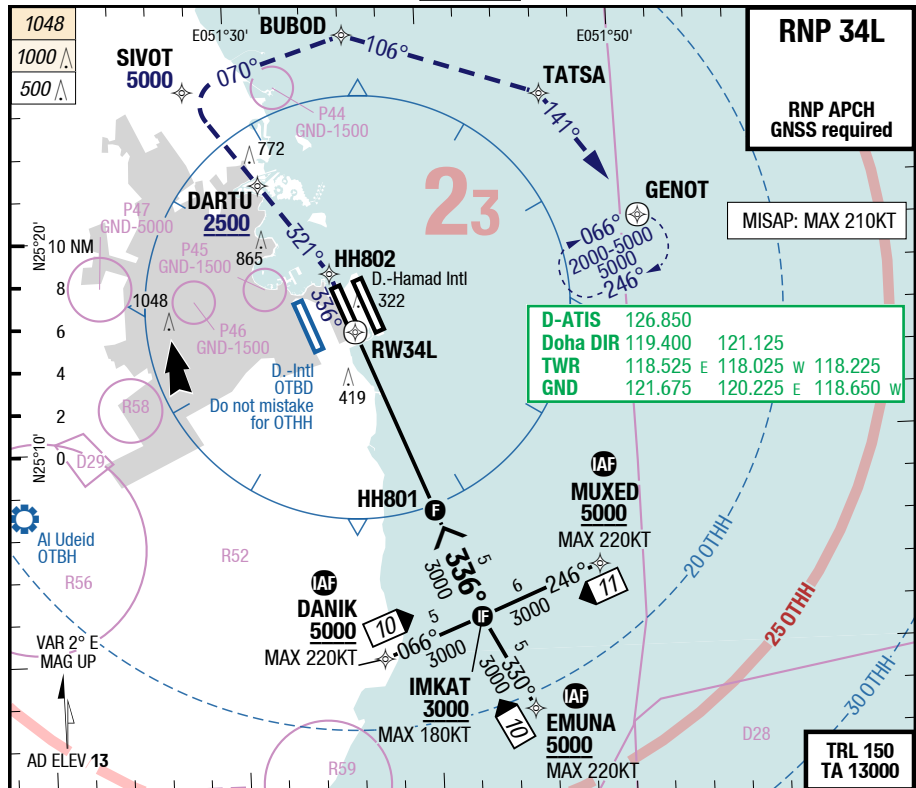 1048
1000
500
E051°30'
BUBOD
E051°50'
SIVOT
5000
070°
106°
TATSA
141°
RNP 34L
RNP APCH
GNSS required
P44
GND-1500
772
23
DARTU
2500
GENOT
066°
2000-5000
5000
246°
MISAP: MAX 210KT
P47
GND-5000
P45
GND-1500
321°
865
N25°20'
10 NM
8
6
4
2
0
N25°10'
HH802
D.-Hamad Intl
322
336°
1048
P46
GND-1500
RW34L
D-ATIS 126.850
Doha DIR 119.400 121.125
TWR 118.525 E 118.025 W 118.225
GND 121.675 120.225 E 118.650 W
D.-Intl
OTBD
Do not mistake
for OTHH
419
R58
D29
HH801
F
IAF
MUXED
5000
MAX 220KT
Al Udeid
OTBH
R52
R56
5
336°
3000
6
246°
3000
11
20 OTHH
25 OTHH
30 OTHH
IAF
DANIK
5000
MAX 220KT
10
5
066°
3000
IF
IMKAT
3000
MAX 180KT
5
330°
3000
10
IAF
EMUNA
5000
MAX 220KT
VAR 2° E
MAG UP
AD ELEV 13
R59
D28
TRL 150
TA 13000